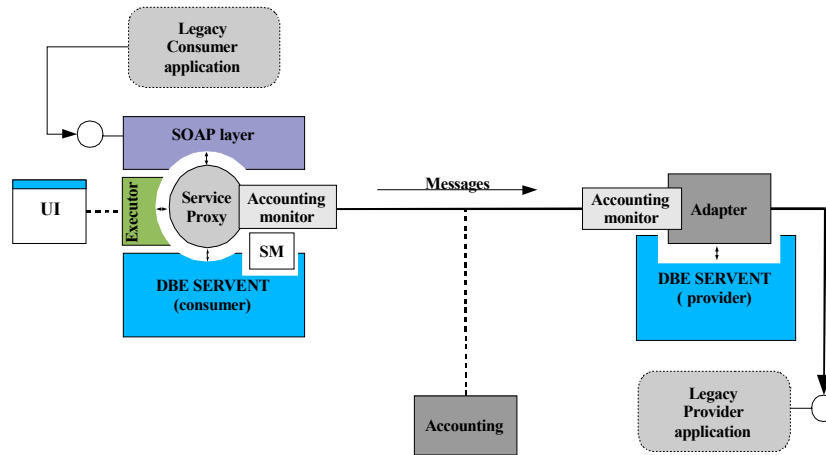 Legacy
Consumer
application
SOAP layer
UI
Executor
Service
Proxy
Accounting
monitor
SM
DBE SERVENT
(consumer)
Messages
Accounting
monitor
Adapter
DBE SERVENT
( provider)
Accounting
Legacy
Provider
application